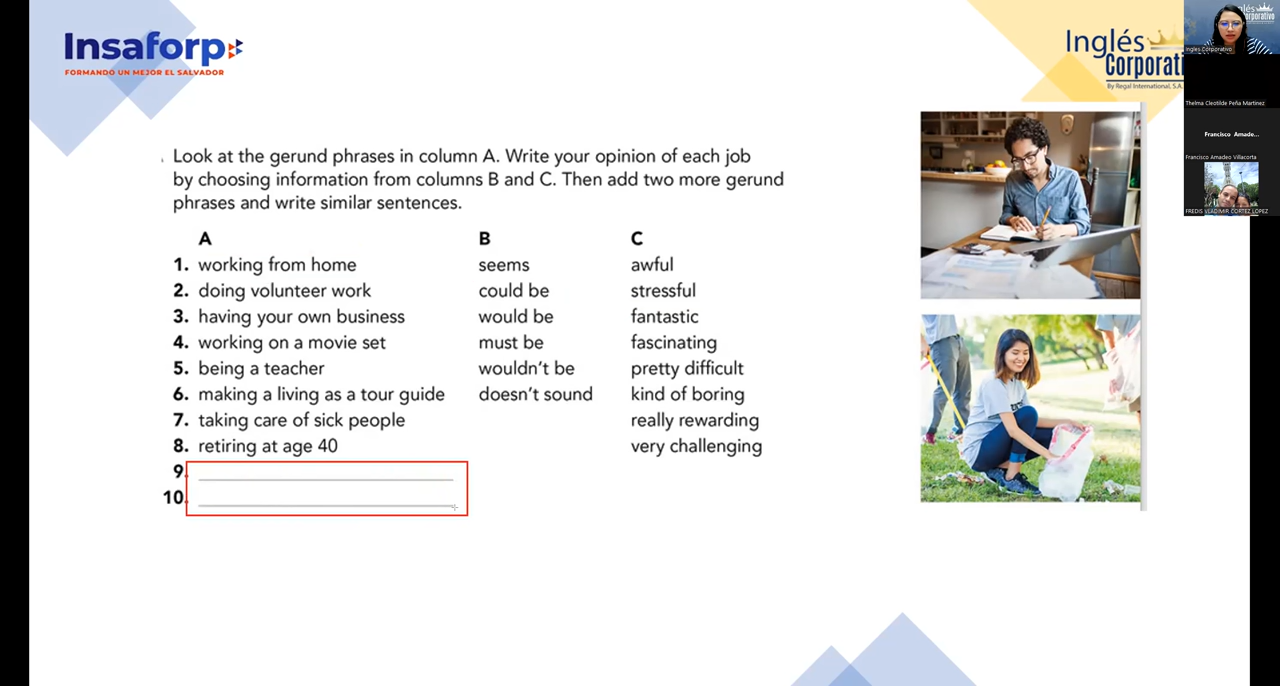 Insaforp
FORMANDO UN MEJOR EL SALVADOR
Inglés
Corporati
By Regal International, S.A.
Look at the gerund phrases in column A. Write your opinion of each job
by choosing information from columns B and C. Then add two more gerund
phrases and write similar sentences.
A B C
1. working from home seems awful
2. doing volunteer work could be stressful
3. having your own business would be fantastic
4. working on a movie set must be fascinating
5. being a teacher wouldn't be pretty difficult
6. making a living as a tour guide doesn't sound kind of boring
7. taking care of sick people really rewarding
8. retiring at age 40 very challenging
9.
10.
glés
orporativo
Ingles Corporativo
Thelma Cleotilde Peña Martinez
Francisco Amade...
Francisco Amadeo Villacorta
FREDIS VLADIMIR CORTEZ LOPEZ